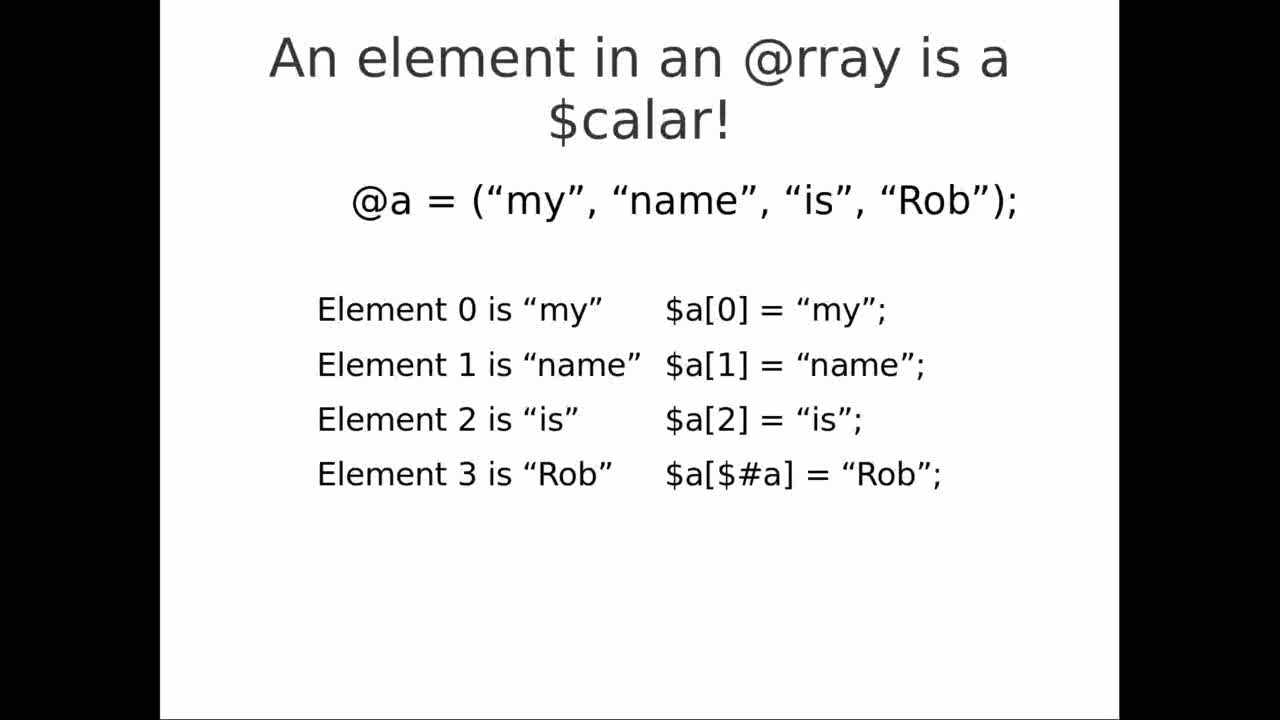 An element in an @rray is a
$calar!
@a = (“my”, “name”, “is”, “Rob”);
Element 0 is “my” $a[0] = “my”;
Element 1 is “name” $a[1] = “name”;
Element 2 is “is” $a[2] = “is”;
Element 3 is “Rob” $a[$#a] = “Rob”;